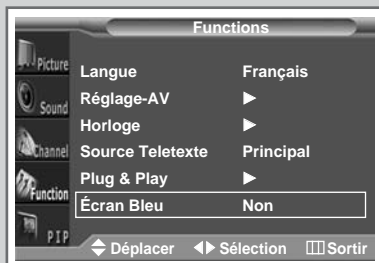 Functions
Picture
Sound
Channel
Function
PIP
Langue Français
Réglage-AV
Horloge
Source Teletexte Principal
Plug & Play
Écran Bleu Non
Déplacer Sélection Sortir